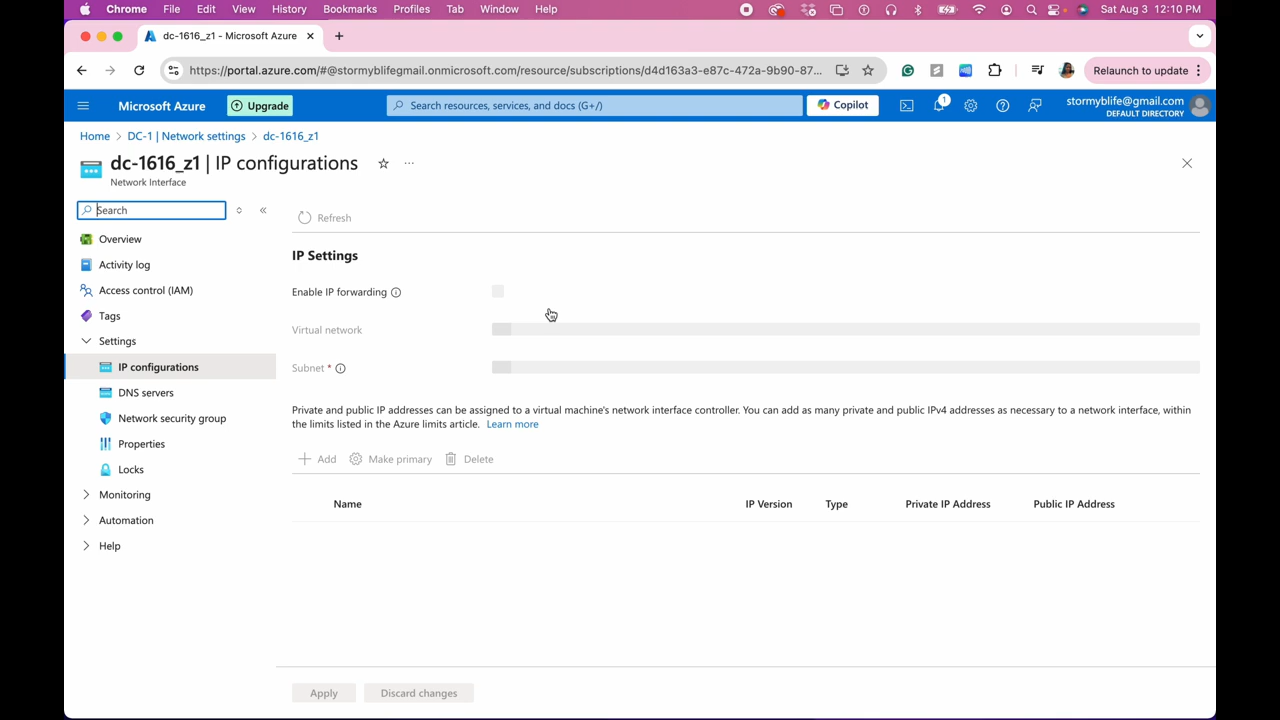 Chrome File Edit View History Bookmarks Profiles Tab Window Help Sat Aug 3 12:10 PM
dc-1616_z1 - Microsoft Azure
https://portal.azure.com/#@stormyblifegmail.onmicrosoft.com/resource/subscriptions/d4d163a3-e87c-472a-9b90-87... Relaunch to update
Microsoft Azure Upgrade Search resources, services, and docs (G+/) Copilot 1 stormyblife@gmail.com
DEFAULT DIRECTORY
Home > DC-1 | Network settings > dc-1616_z1
dc-1616_z1 | IP configurations
Network Interface
Search
Refresh
Overview
Activity log
Access control (IAM)
Tags
Settings
IP configurations
DNS servers
Network security group
Properties
Locks
Monitoring
Automation
Help
IP Settings
Enable IP forwarding
Virtual network
Subnet *
Private and public IP addresses can be assigned to a virtual machine's network interface controller. You can add as many private and public IPv4 addresses as necessary to a network interface, within
the limits listed in the Azure limits article. Learn more
Add Make primary Delete
Name IP Version Type Private IP Address Public IP Address
Apply Discard changes